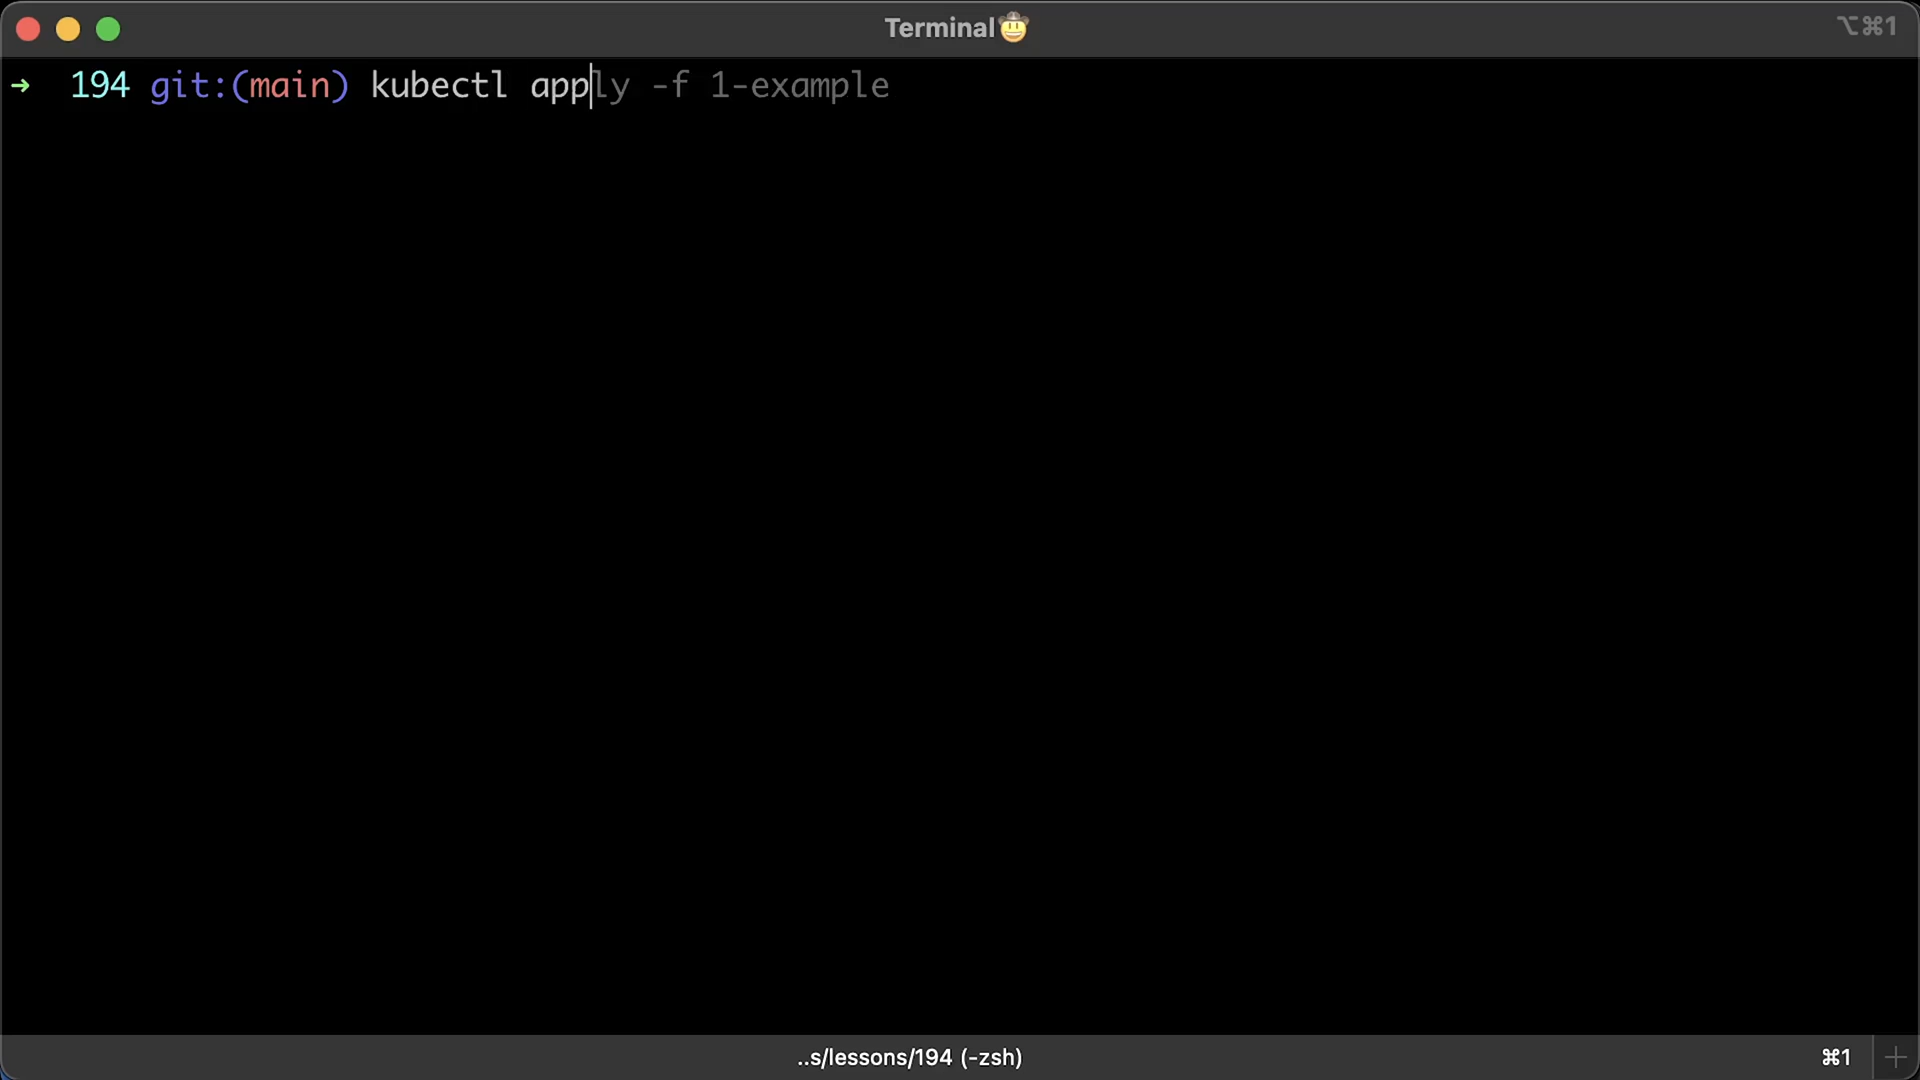 Terminal🤠
⌥⌘1
→ 194 git:(main) kubectl apply -f 1-example
..s/lessons/194 (-zsh)
⌘1
+